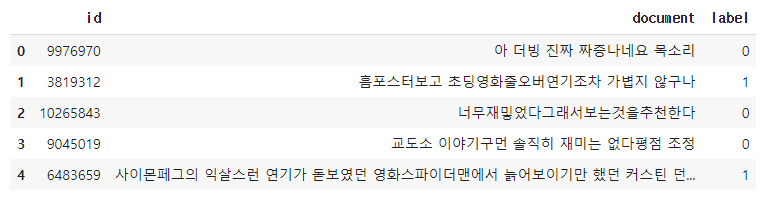 id document label
0 9976970 아 더빙 진짜 짜증나네요 목소리 0
1 3819312 흠포스터보고 초딩영화줄오버연기조차 가볍지 않구나 1
2 10265843 너무재밓었다그래서보는것을추천한다 0
3 9045019 교도소 이야기구먼 솔직히 재미는 없다평점 조정 0
4 6483659 사이몬페그의 익살스런 연기가 돋보였던 영화스파이더맨에서 늙어보이기만 했던 커스틴 던... 1